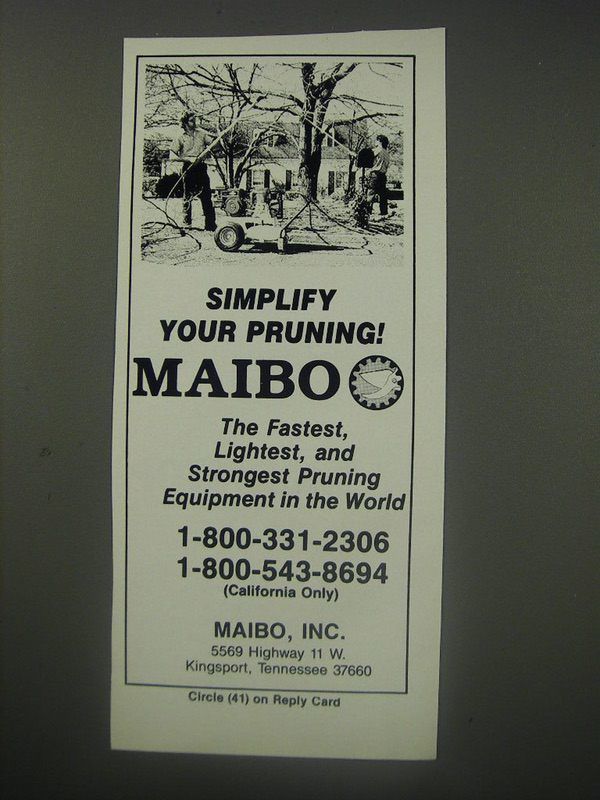 SIMPLIFY
YOUR PRUNING!
MAIBO
The Fastest,
Lightest, and
Strongest Pruning
Equipment in the World
1-800-331-2306
1-800-543-8694
(California Only)
MAIBO, INC.
5569 Highway 11 W.
Kingsport, Tennessee 37660
Circle (41) on Reply Card